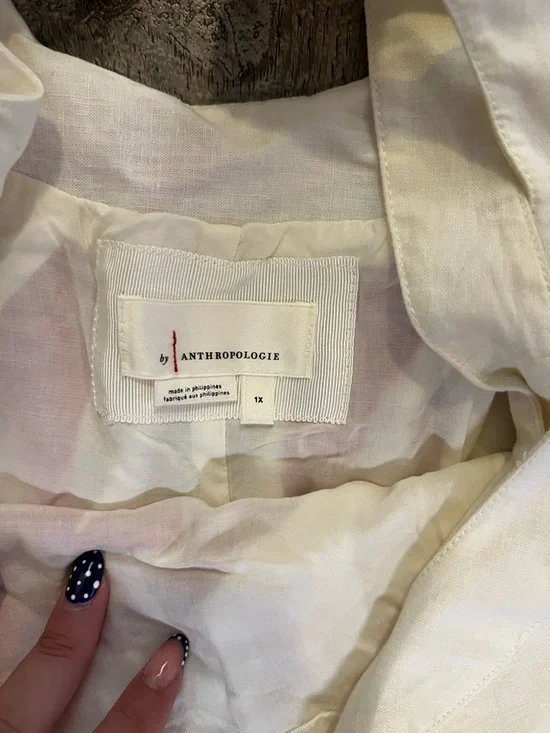 by ANTHROPOLOGIE
made in philippines
fabriqué aux philippines
1X